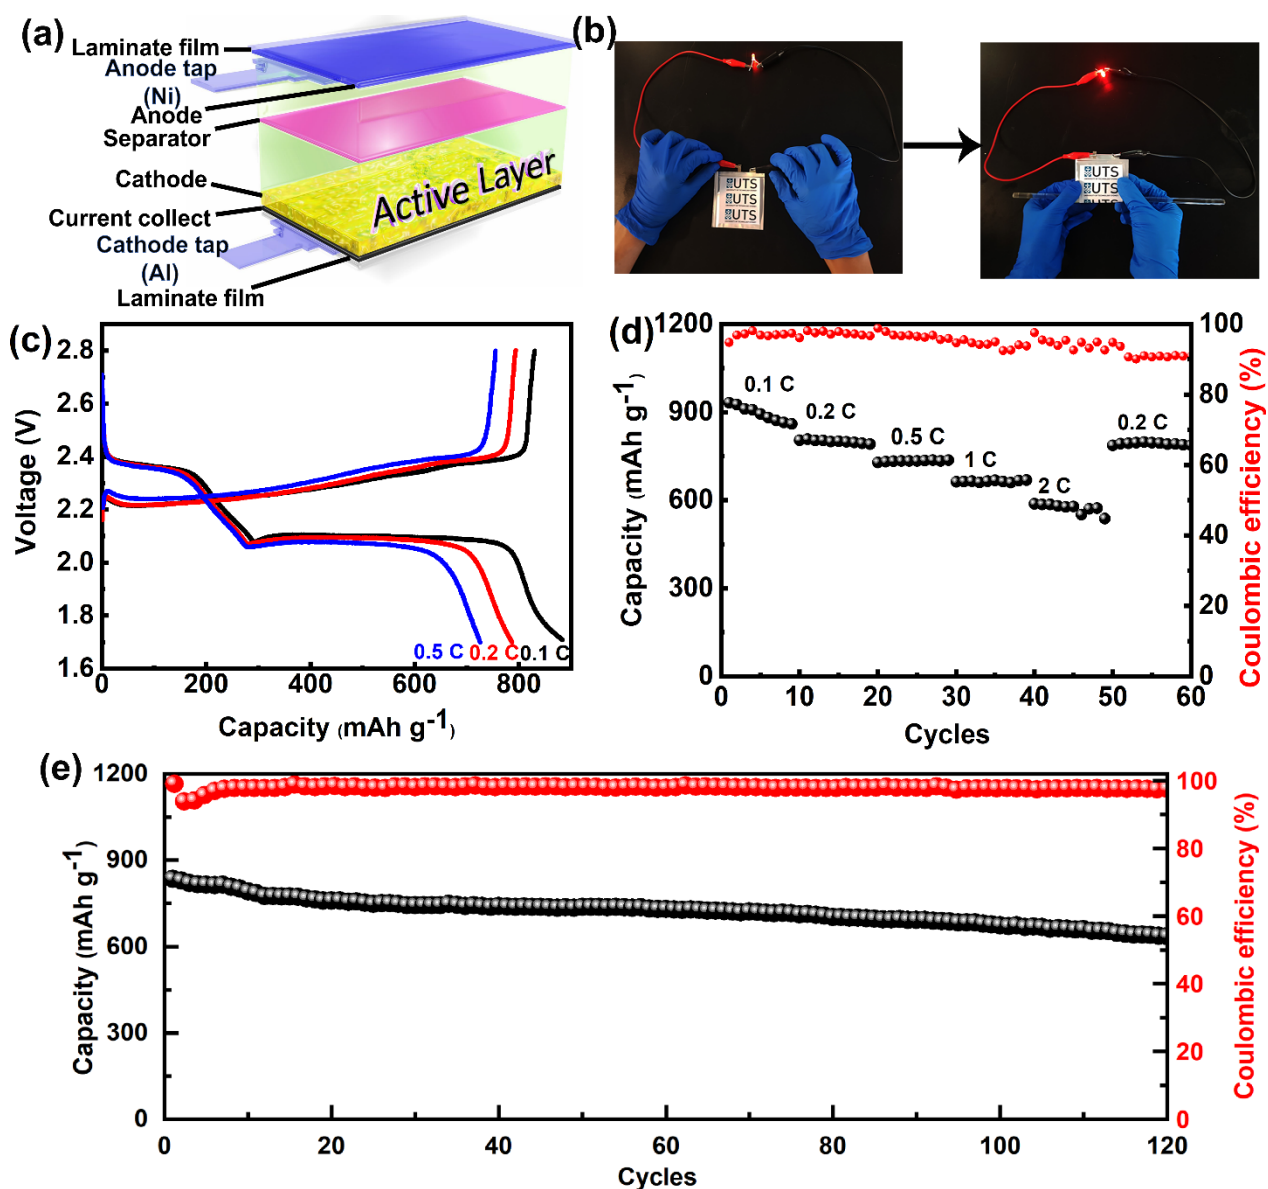 (a)
Laminate film
Anode tap
(Ni)
Anode
Separator
Cathode
Current collect
Cathode tap
(Al)
Laminate film
Active Layer
(b)
UTS
UTS
UTS
UTS
UTS
UTS
(c)
Voltage (V)
2.8
2.6
2.4
2.2
2.0
1.8
1.6
0.5 C 0.2 C 0.1 C
0 200 400 600 800
Capacity (mAh g-1)
(d)
Capacity (mAh g-1)
1200
900
600
300
0
0.1 C
0.2 C
0.5 C
1 C
2 C
0.2 C
100
80
60
40
20
0
Coulombic efficiency (%)
0 10 20 30 40 50 60
Cycles
(e)
Capacity (mAh g-1)
1200
900
600
300
0
100
80
60
40
20
0
Coulombic efficiency (%)
0 20 40 60 80 100 120
Cycles